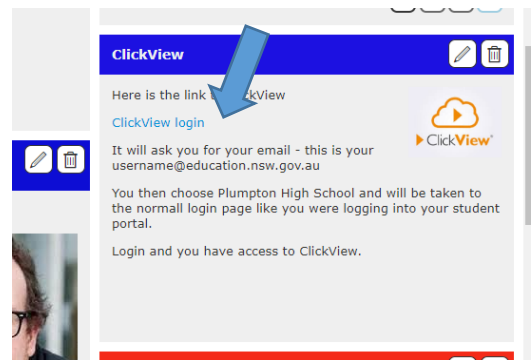 ClickView
Here is the link ckView
ClickView login
ClickView
It will ask you for your email - this is your
username@education.nsw.gov.au
You then choose Plumpton High School and will be taken to
the normall login page like you were logging into your student
portal.
Login and you have access to ClickView.